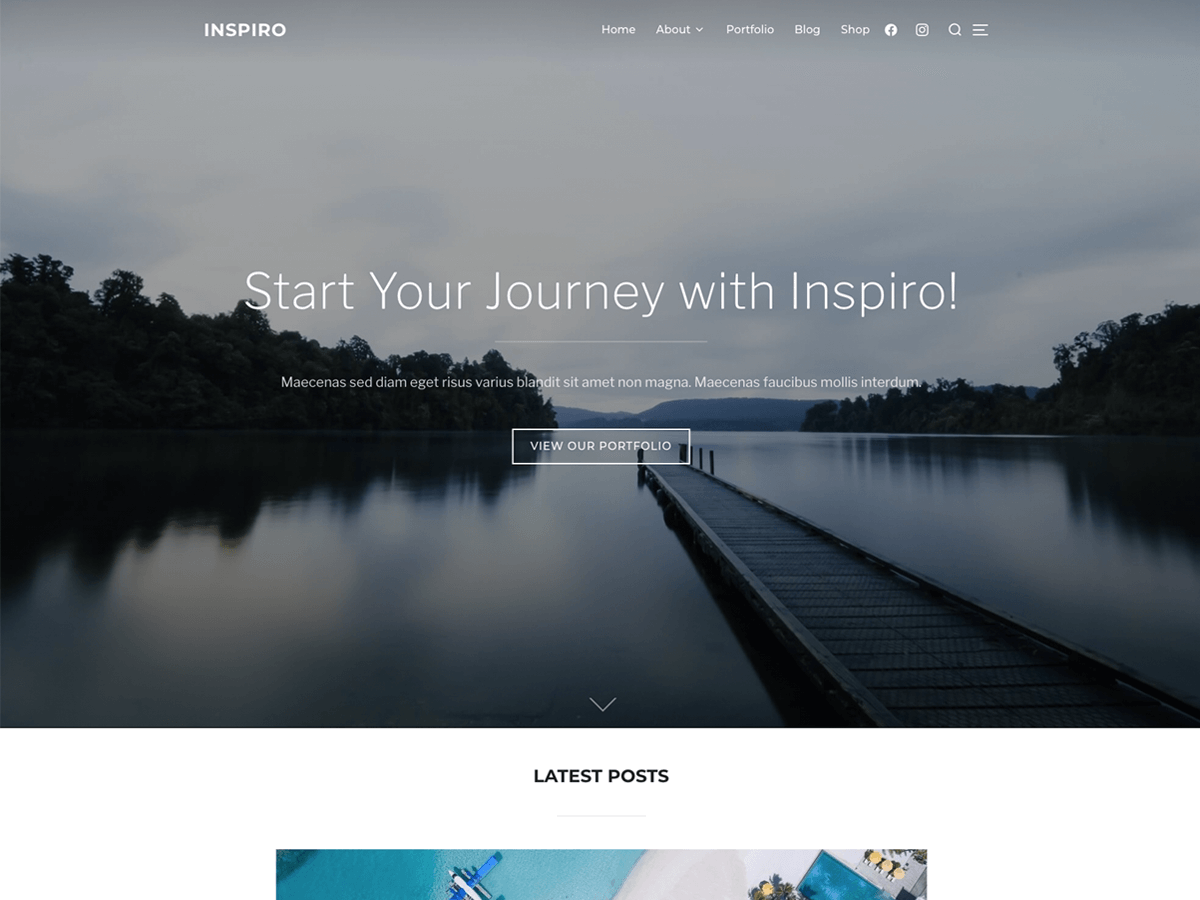 INSPIRO
Home About Portfolio Blog Shop
Start Your Journey with Inspiro!
Maecenas sed diam eget risus varius blandit sit amet non magna. Maecenas faucibus mollis interdum.
VIEW OUR PORTFOLIO
LATEST POSTS